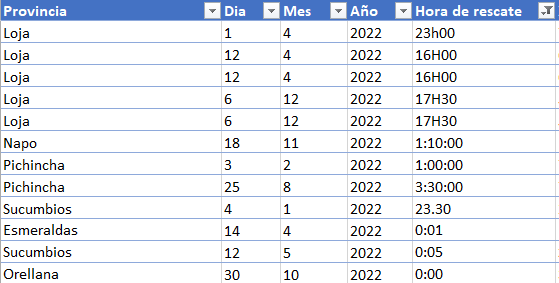 Provincia Dia Mes Año Hora de rescate
Loja 1 4 2022 23h00
Loja 12 4 2022 16H00
Loja 12 4 2022 16H00
Loja 6 12 2022 17H30
Loja 6 12 2022 17H30
Napo 18 11 2022 1:10:00
Pichincha 3 2 2022 1:00:00
Pichincha 25 8 2022 3:30:00
Sucumbios 4 1 2022 23.30
Esmeraldas 14 4 2022 0:01
Sucumbios 12 5 2022 0:05
Orellana 30 10 2022 0:00